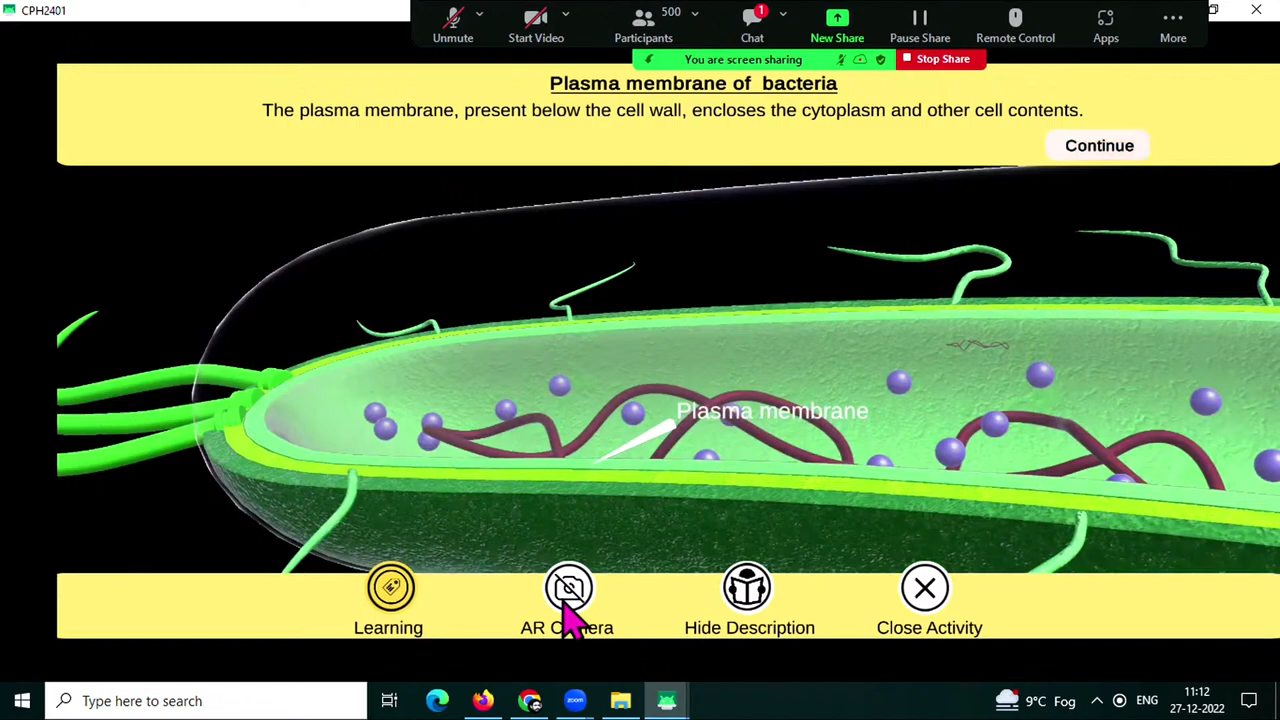 CPH2401
500
1
Unmute
Start Video
Participants
Chat
New Share
Pause Share
Remote Control
Apps
More
You are screen sharing
Stop Share
Plasma membrane of bacteria
The plasma membrane, present below the cell wall, encloses the cytoplasm and other cell contents.
Continue
Plasma membrane
Learning
Hide Description
Close Activity
Type here to search
zoom
9°C Fog
ENG
11:12
27-12-2022